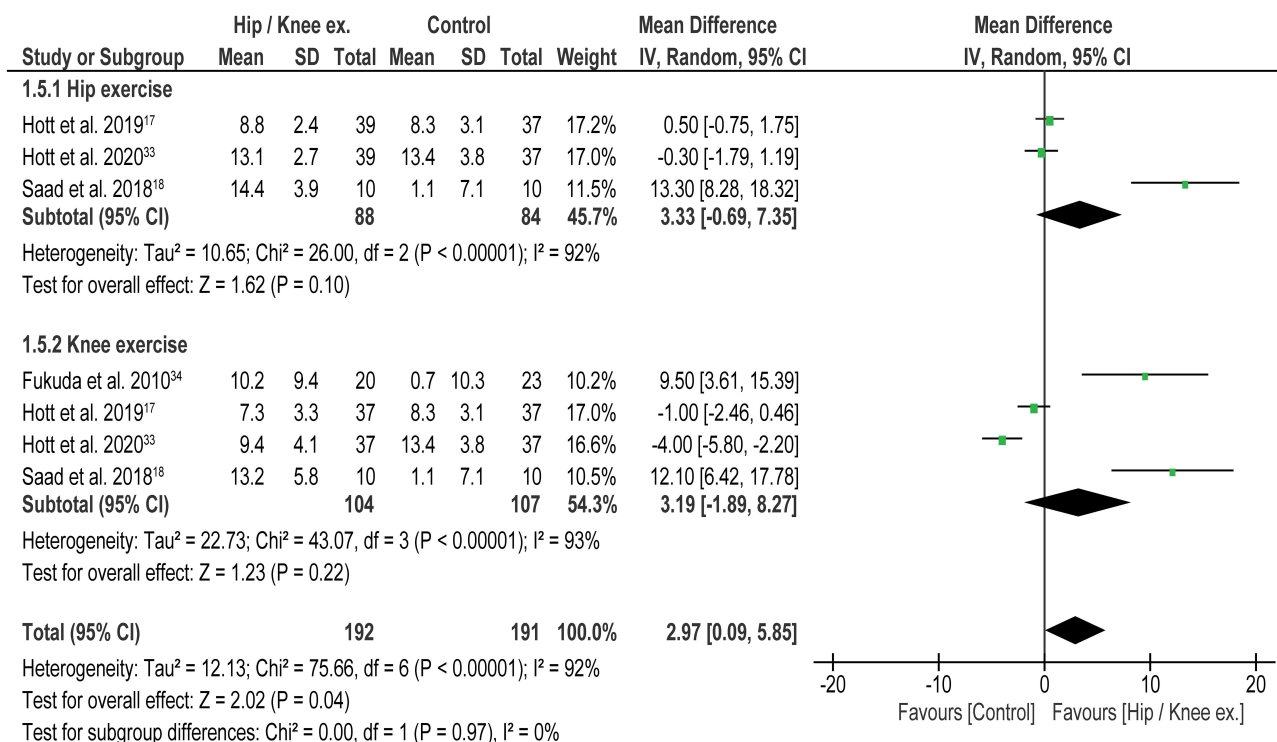 Hip / Knee ex. Control Mean Difference Mean Difference
Study or Subgroup Mean SD Total Mean SD Total Weight IV, Random, 95% CI IV, Random, 95% CI
1.5.1 Hip exercise
Hott et al. 2019¹⁷ 8.8 2.4 39 8.3 3.1 37 17.2% 0.50 [-0.75, 1.75]
Hott et al. 2020³³ 13.1 2.7 39 13.4 3.8 37 17.0% -0.30 [-1.79, 1.19]
Saad et al. 2018¹⁸ 14.4 3.9 10 1.1 7.1 10 11.5% 13.30 [8.28, 18.32]
Subtotal (95% CI) 88 84 45.7% 3.33 [-0.69, 7.35]
Heterogeneity: Tau² = 10.65; Chi² = 26.00, df = 2 (P < 0.00001); I² = 92%
Test for overall effect: Z = 1.62 (P = 0.10)
1.5.2 Knee exercise
Fukuda et al. 2010³⁴ 10.2 9.4 20 0.7 10.3 23 10.2% 9.50 [3.61, 15.39]
Hott et al. 2019¹⁷ 7.3 3.3 37 8.3 3.1 37 17.0% -1.00 [-2.46, 0.46]
Hott et al. 2020³³ 9.4 4.1 37 13.4 3.8 37 16.6% -4.00 [-5.80, -2.20]
Saad et al. 2018¹⁸ 13.2 5.8 10 1.1 7.1 10 10.5% 12.10 [6.42, 17.78]
Subtotal (95% CI) 104 107 54.3% 3.19 [-1.89, 8.27]
Heterogeneity: Tau² = 22.73; Chi² = 43.07, df = 3 (P < 0.00001); I² = 93%
Test for overall effect: Z = 1.23 (P = 0.22)
Total (95% CI) 192 191 100.0% 2.97 [0.09, 5.85]
Heterogeneity: Tau² = 12.13; Chi² = 75.66, df = 6 (P < 0.00001); I² = 92%
Test for overall effect: Z = 2.02 (P = 0.04)
Test for subgroup differences: Chi² = 0.00, df = 1 (P = 0.97), I² = 0%
-20 -10 0 10 20
Favours [Control] Favours [Hip / Knee ex.]